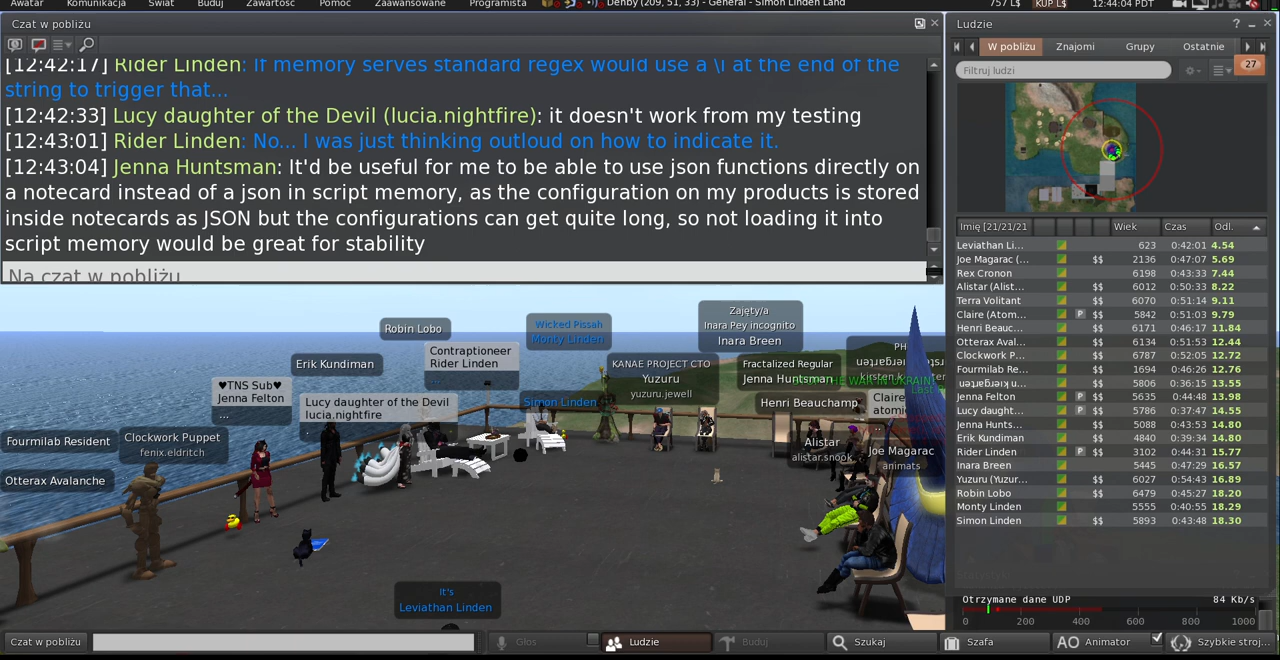 Awatar Komunikacja Świat Buduj Zawartość Pomoc Zaawansowane Programista Denby (209, 51, 33) - General - Simon Linden Land 757 L$ KUP L$ 12:44:04 PDT
Czat w pobliżu
[12:42:17] Rider Linden: If memory serves standard regex would use a \i at the end of the
string to trigger that...
[12:42:33] Lucy daughter of the Devil (lucia.nightfire): it doesn't work from my testing
[12:43:01] Rider Linden: No... I was just thinking outloud on how to indicate it.
[12:43:04] Jenna Huntsman: It'd be useful for me to be able to use json functions directly on
a notecard instead of a json in script memory, as the configuration on my products is stored
inside notecards as JSON but the configurations can get quite long, so not loading it into
script memory would be great for stability
Na czat w pobliżu
Robin Lobo
Wicked Pissah
Monty Linden
Zajęty/a
Inara Pey incognito
Inara Breen
Erik Kundiman
Contraptioneer
Rider Linden
KANAE PROJECT CTO
Yuzuru
yuzuru.jewell
Fractalized Regular
Jenna Huntsman
♥TNS Sub♥
Jenna Felton
...
Lucy daughter of the Devil
lucia.nightfire
Simon Linden
Henri Beauchamp
Fourmilab Resident
Clockwork Puppet
fenix.eldritch
Otterax Avalanche
Alistar
alistar.snook
Joe Magarac
animats
It's
Leviathan Linden
Ludzie
W pobliżu Znajomi Grupy Ostatnie
Filtruj ludzi
27
Imię [21/21/21 Wiek Czas Odl.
Leviathan Li... 623 0:42:01 4.54
Joe Magarac (... $$ 2136 0:47:07 5.69
Rex Cronon 6198 0:43:33 7.44
Alistar (Alist... $$ 6012 0:50:33 8.22
Terra Volitant $$ 6070 0:51:14 9.11
Claire (Atom... P $$ 5842 0:51:03 9.79
Henri Beauc... $$ 6171 0:46:17 11.84
Otterax Aval... $$ 6134 0:51:53 12.44
Clockwork P... $$ 6787 0:52:05 12.72
Fourmilab Re... $$ 1694 0:46:26 12.76
$$ 5806 0:36:15 13.55
Jenna Felton P $$ 5635 0:44:48 13.98
Lucy daught... P $$ 5786 0:37:47 14.55
Jenna Hunts... $$ 5088 0:43:53 14.80
Erik Kundiman 4840 0:39:34 14.80
Rider Linden P $$ 3102 0:44:31 15.77
Inara Breen 5445 0:47:29 16.57
Yuzuru (Yuzur... $$ 6027 0:54:43 16.89
Robin Lobo $$ 6479 0:45:27 18.20
Monty Linden 5555 0:40:55 18.29
Simon Linden $$ 5893 0:43:48 18.30
Otrzymane dane UDP 84 Kb/s
0 200 400 600 800 1000
Czat w pobliżu Głos Ludzie Buduj Szukaj Szafa AO Animator Szybkie stroj...